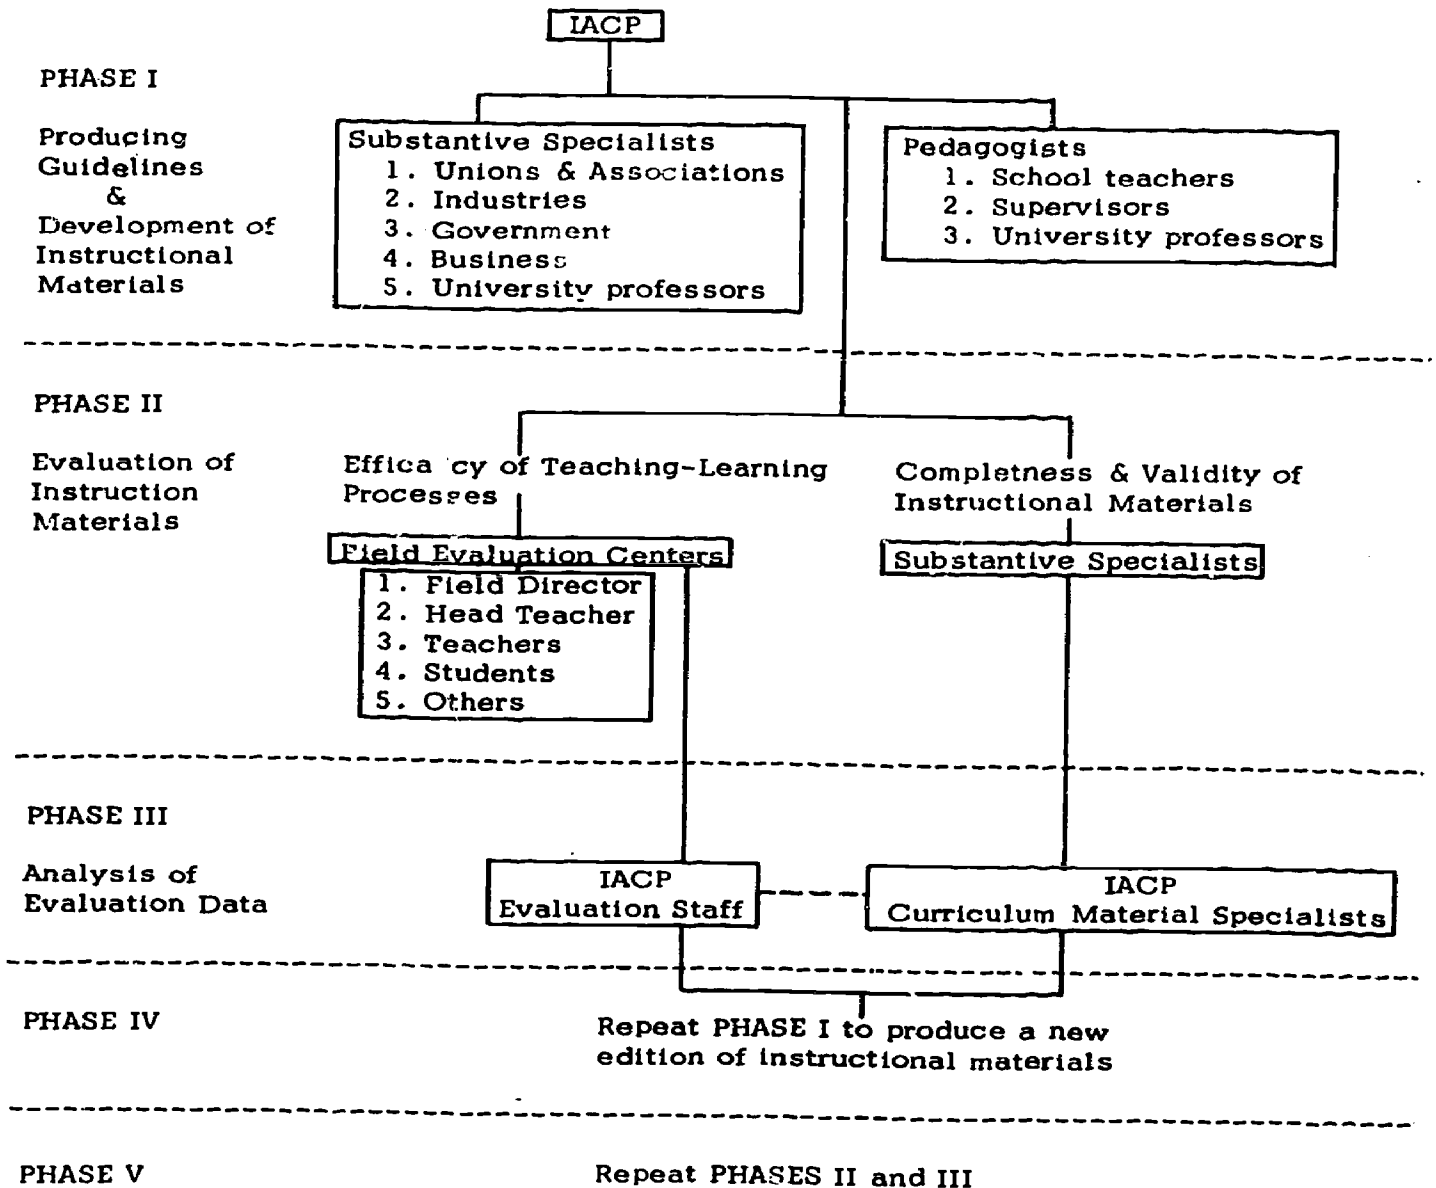 IACP
PHASE I
Producing
Guidelines
&
Development of
Instructional
Materials
Substantive Specialists
1. Unions & Associations
2. Industries
3. Government
4. Business
5. University professors
Pedagogists
1. School teachers
2. Supervisors
3. University professors
PHASE II
Evaluation of
Instruction
Materials
Efficacy of Teaching-Learning
Processes
Field Evaluation Centers
1. Field Director
2. Head Teacher
3. Teachers
4. Students
5. Others
Completness & Validity of
Instructional Materials
Substantive Specialists
PHASE III
Analysis of
Evaluation Data
IACP
Evaluation Staff
IACP
Curriculum Material Specialists
PHASE IV
Repeat PHASE I to produce a new
edition of instructional materials
PHASE V
Repeat PHASES II and III